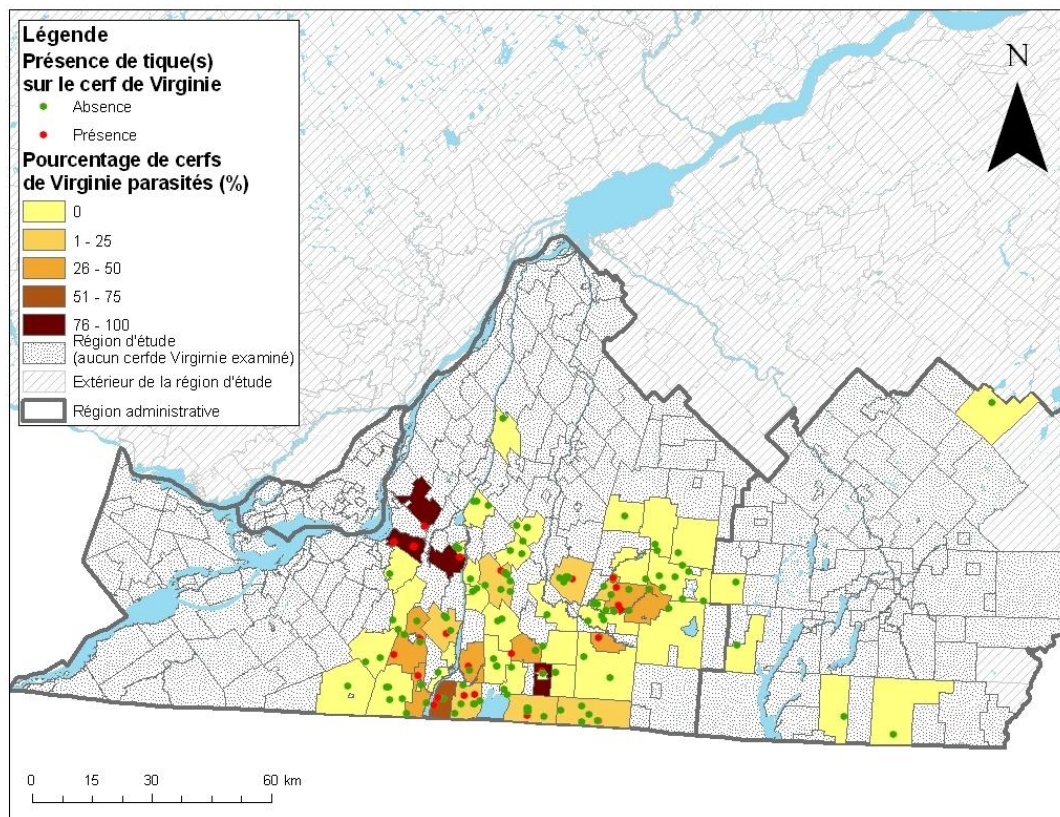 Légende
Présence de tique(s)
sur le cerf de Virginie
Absence
Présence
Pourcentage de cerfs
de Virginie parasités (%)
0
1 - 25
26 - 50
51 - 75
76 - 100
Région d'étude
(aucun cerfde Virgirnie examiné)
Extérieur de la région d'étude
Région administrative
N
0 15 30 60 km